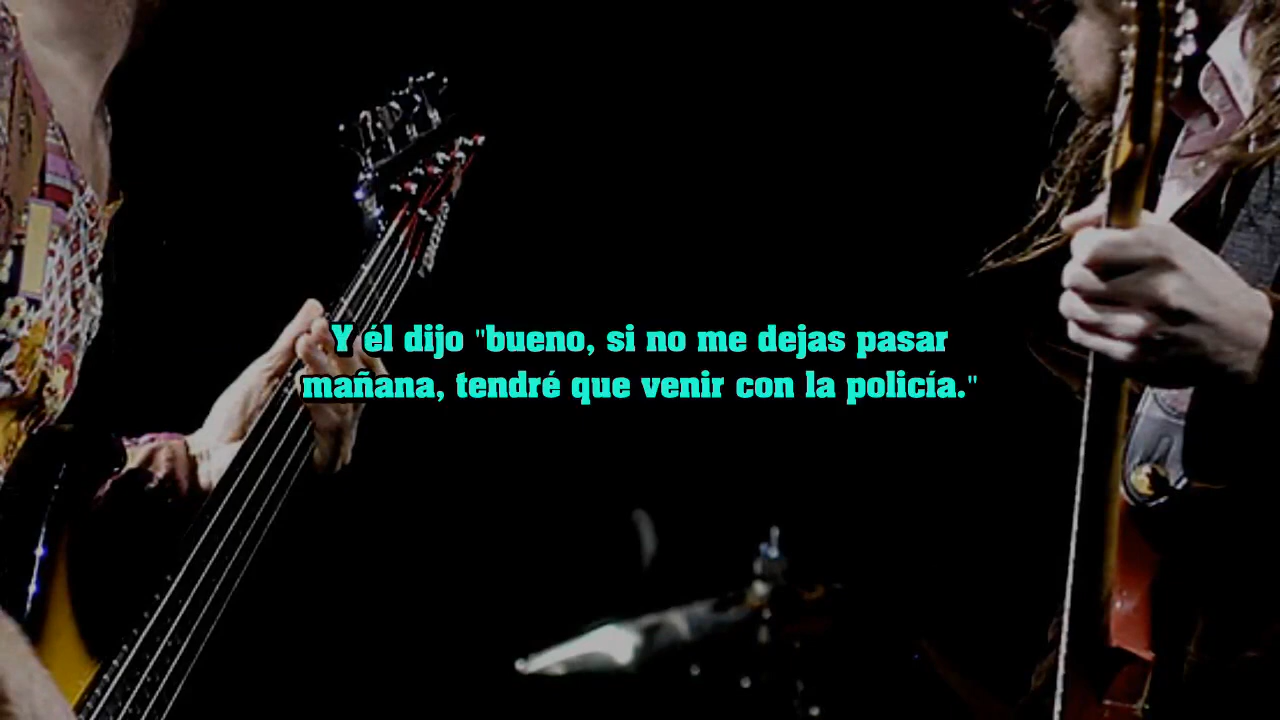 Y él dijo "bueno, si no me dejas pasar
mañana, tendré que venir con la policía."